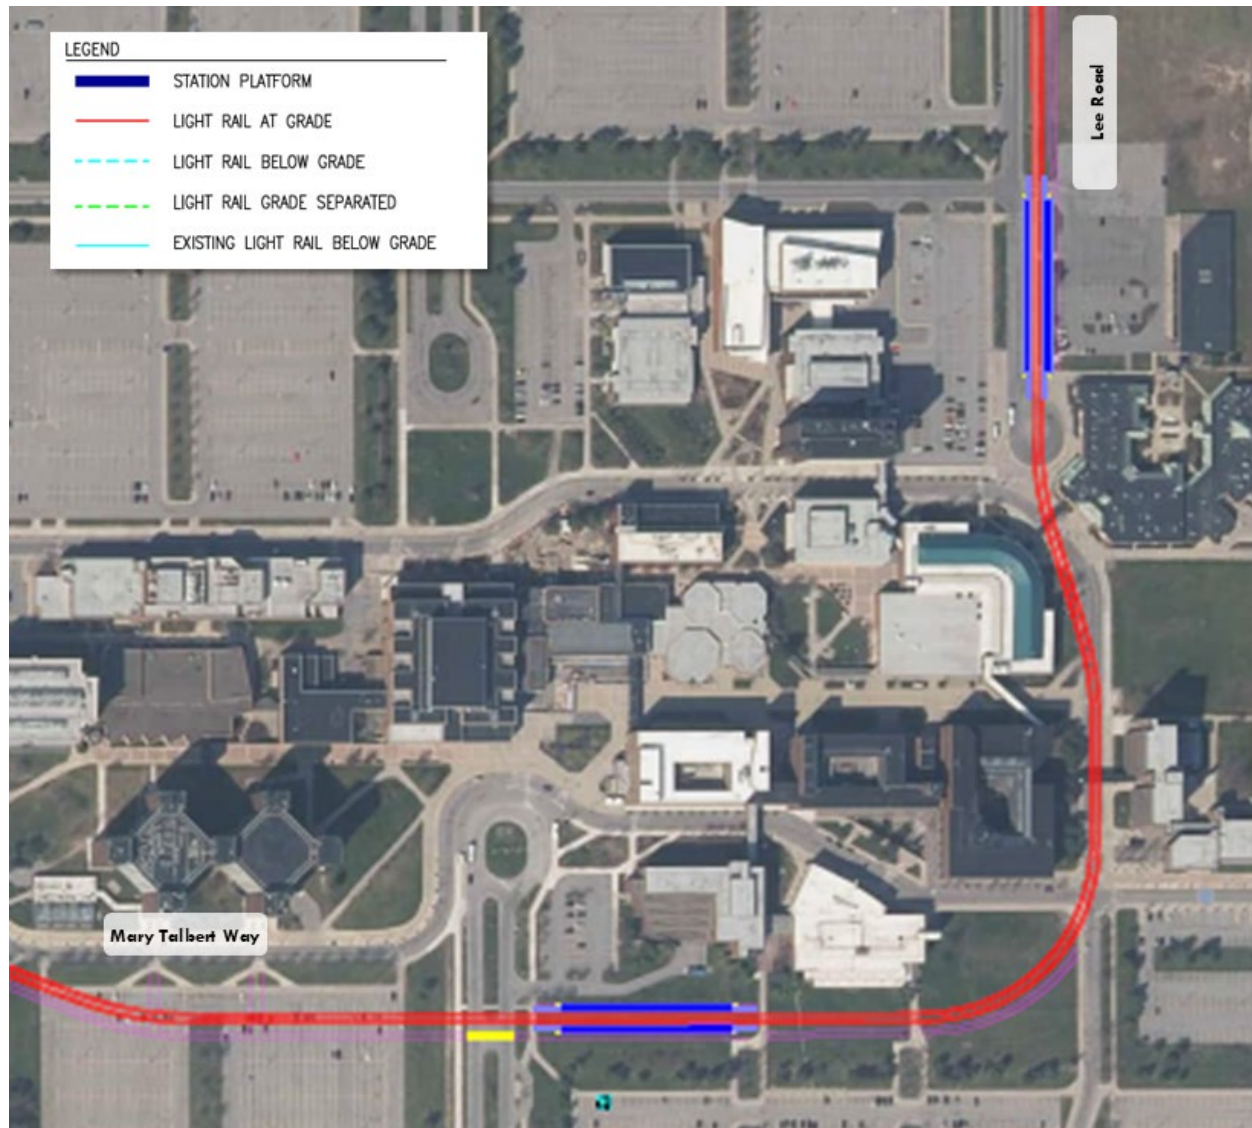 LEGEND
STATION PLATFORM
LIGHT RAIL AT GRADE
LIGHT RAIL BELOW GRADE
LIGHT RAIL GRADE SEPARATED
EXISTING LIGHT RAIL BELOW GRADE
Lee Road
Mary Talbert Way